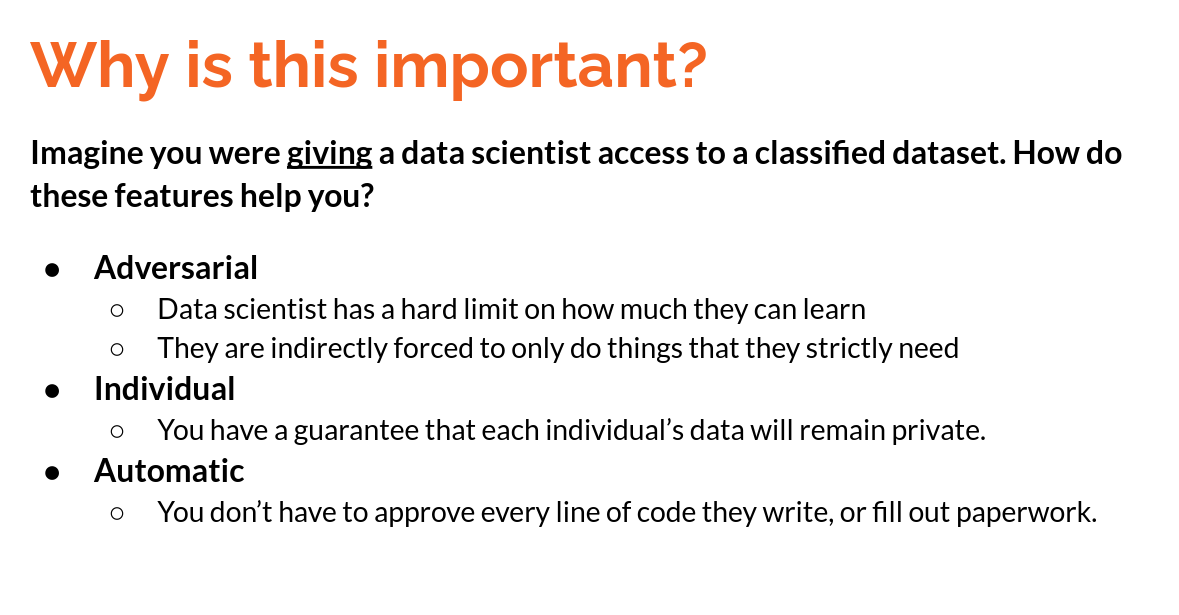 Why is this important?
Imagine you were giving a data scientist access to a classified dataset. How do
these features help you?
● Adversarial
○ Data scientist has a hard limit on how much they can learn
○ They are indirectly forced to only do things that they strictly need
● Individual
○ You have a guarantee that each individual’s data will remain private.
● Automatic
○ You don’t have to approve every line of code they write, or fill out paperwork.